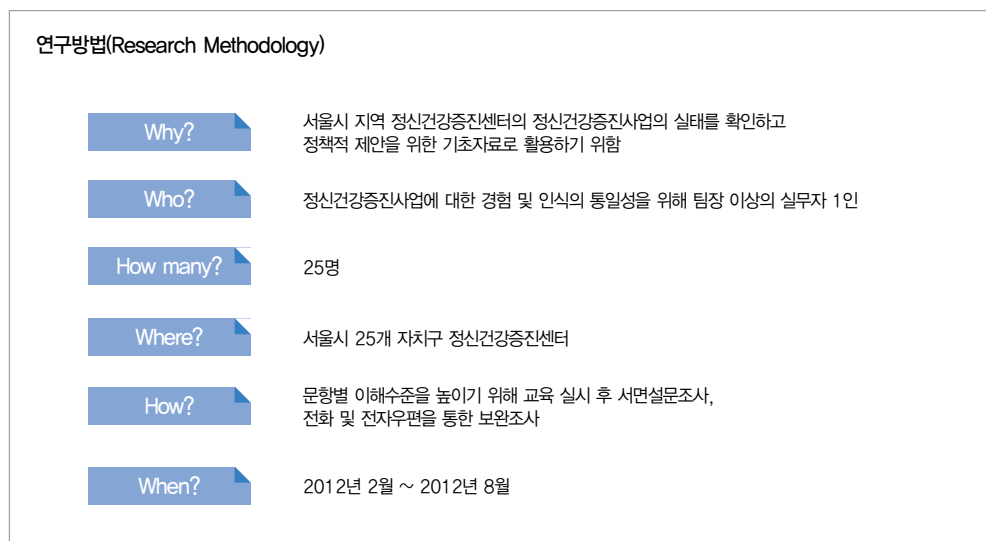 연구방법(Research Methodology)
Why?
서울시 지역 정신건강증진센터의 정신건강증진사업의 실태를 확인하고
정책적 제안을 위한 기초자료로 활용하기 위함
Who?
정신건강증진사업에 대한 경험 및 인식의 통일성을 위해 팀장 이상의 실무자 1인
How many?
25명
Where?
서울시 25개 자치구 정신건강증진센터
How?
문항별 이해수준을 높이기 위해 교육 실시 후 서면설문조사,
전화 및 전자우편을 통한 보완조사
When?
2012년 2월 ~ 2012년 8월